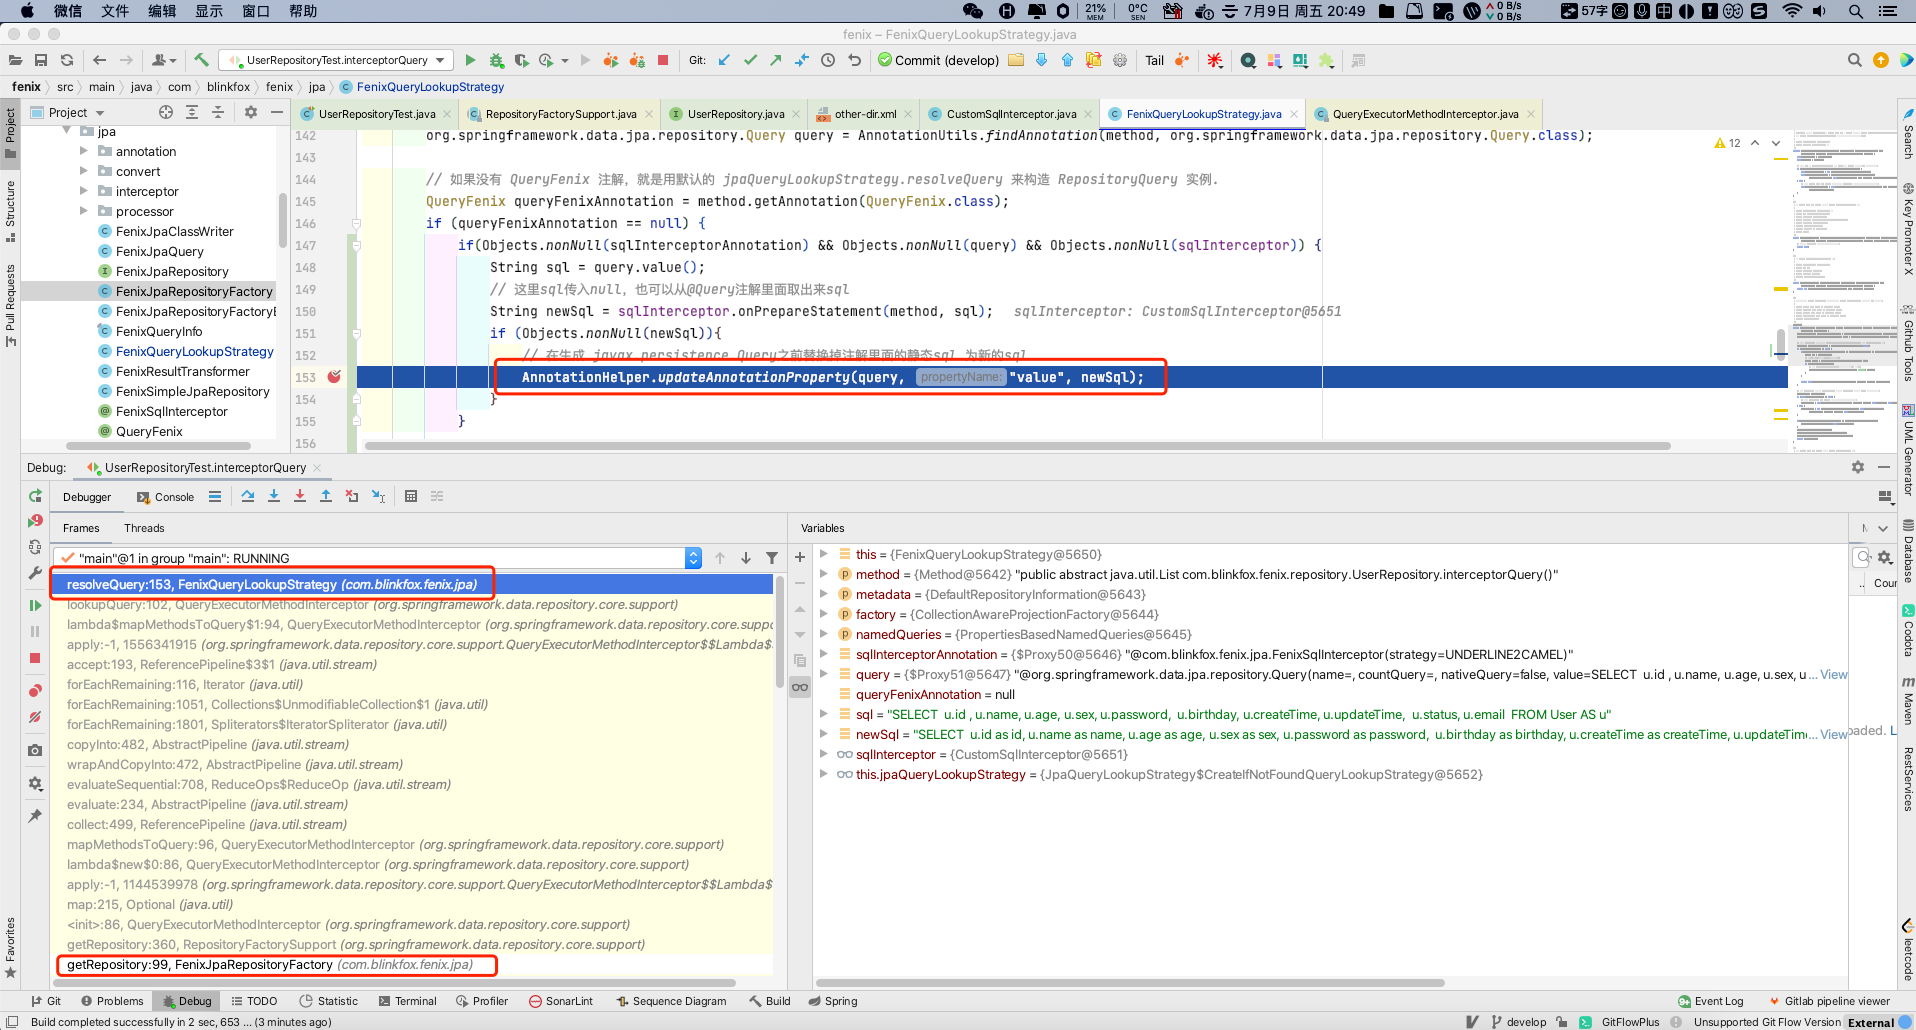 微信 文件 编辑 显示 窗口 帮助 21% MEM 0°C SEN 7月9日 周五 20:49 0 B/s 0 B/s 57字
fenix – FenixQueryLookupStrategy.java
UserRepositoryTest.interceptorQuery Git: Commit (develop) Tail
fenix src main java com blinkfox fenix jpa FenixQueryLookupStrategy
Project UserRepositoryTest.java RepositoryFactorySupport.java UserRepository.java other-dir.xml CustomSqlInterceptor.java FenixQueryLookupStrategy.java QueryExecutorMethodInterceptor.java
jpa
annotation
convert
interceptor
processor
FenixJpaClassWriter
FenixJpaQuery
FenixJpaRepository
FenixJpaRepositoryFactory
FenixJpaRepositoryFactoryB
FenixQueryInfo
FenixQueryLookupStrategy
FenixResultTransformer
FenixSimpleJpaRepository
FenixSqlInterceptor
QueryFenix
142 org.springframework.data.jpa.repository.Query query = AnnotationUtils.findAnnotation(method, org.springframework.data.jpa.repository.Query.class);
12
143
144 // 如果没有 QueryFenix 注解，就是用默认的 jpaQueryLookupStrategy.resolveQuery 来构造 RepositoryQuery 实例.
145 QueryFenix queryFenixAnnotation = method.getAnnotation(QueryFenix.class);
146 if (queryFenixAnnotation == null) {
147 if(Objects.nonNull(sqlInterceptorAnnotation) && Objects.nonNull(query) && Objects.nonNull(sqlInterceptor)) {
148 String sql = query.value();
149 // 这里sql传入null，也可以从@Query注解里面取出来sql
150 String newSql = sqlInterceptor.onPrepareStatement(method, sql); sqlInterceptor: CustomSqlInterceptor@5651
151 if (Objects.nonNull(newSql)){
152 // 在生成 javax.persistence.Query之前替换掉注解里面的静态sql 为新的sql
153 AnnotationHelper.updateAnnotationProperty(query, propertyName: "value", newSql);
154 }
155 }
156
Project
Structure
Pull Requests
Favorites
Search
Key Promoter X
Github Tools
UML Generator
Database
Codota
Maven
RestServices
leetcode
Debug: UserRepositoryTest.interceptorQuery
Debugger Console
Frames Threads
"main"@1 in group "main": RUNNING
resolveQuery:153, FenixQueryLookupStrategy (com.blinkfox.fenix.jpa)
lookupQuery:102, QueryExecutorMethodInterceptor (org.springframework.data.repository.core.support)
lambda$mapMethodsToQuery$1:94, QueryExecutorMethodInterceptor (org.springframework.data.repository.core.suppo
apply:-1, 1556341915 (org.springframework.data.repository.core.support.QueryExecutorMethodInterceptor$$Lambda$
accept:193, ReferencePipeline$3$1 (java.util.stream)
forEachRemaining:116, Iterator (java.util)
forEachRemaining:1051, Collections$UnmodifiableCollection$1 (java.util)
forEachRemaining:1801, Spliterators$IteratorSpliterator (java.util)
copyInto:482, AbstractPipeline (java.util.stream)
wrapAndCopyInto:472, AbstractPipeline (java.util.stream)
evaluateSequential:708, ReduceOps$ReduceOp (java.util.stream)
evaluate:234, AbstractPipeline (java.util.stream)
collect:499, ReferencePipeline (java.util.stream)
mapMethodsToQuery:96, QueryExecutorMethodInterceptor (org.springframework.data.repository.core.support)
lambda$new$0:86, QueryExecutorMethodInterceptor (org.springframework.data.repository.core.support)
apply:-1, 1144539978 (org.springframework.data.repository.core.support.QueryExecutorMethodInterceptor$$Lambda$
map:215, Optional (java.util)
<init>:86, QueryExecutorMethodInterceptor (org.springframework.data.repository.core.support)
getRepository:360, RepositoryFactorySupport (org.springframework.data.repository.core.support)
getRepository:99, FenixJpaRepositoryFactory (com.blinkfox.fenix.jpa)
Variables
this = {FenixQueryLookupStrategy@5650}
method = {Method@5642} "public abstract java.util.List com.blinkfox.fenix.repository.UserRepository.interceptorQuery()"
metadata = {DefaultRepositoryInformation@5643}
factory = {CollectionAwareProjectionFactory@5644}
namedQueries = {PropertiesBasedNamedQueries@5645}
sqlInterceptorAnnotation = {$Proxy50@5646} "@com.blinkfox.fenix.jpa.FenixSqlInterceptor(strategy=UNDERLINE2CAMEL)"
query = {$Proxy51@5647} "@org.springframework.data.jpa.repository.Query(name=, countQuery=, nativeQuery=false, value=SELECT u.id , u.name, u.age, u.sex, u ... View
queryFenixAnnotation = null
sql = "SELECT u.id , u.name, u.age, u.sex, u.password, u.birthday, u.createTime, u.updateTime, u.status, u.email FROM User AS u"
newSql = "SELECT u.id as id, u.name as name, u.age as age, u.sex as sex, u.password as password, u.birthday as birthday, u.createTime as createTime, u.updateTim ... View
sqlInterceptor = {CustomSqlInterceptor@5651}
this.jpaQueryLookupStrategy = {JpaQueryLookupStrategy$CreateIfNotFoundQueryLookupStrategy@5652}
M
.. Coun
oaded. L
Git Problems Debug TODO Statistic Terminal Profiler SonarLint Sequence Diagram Build Spring 9+ Event Log Gitlab pipeline viewer
Build completed successfully in 2 sec, 653 ... (3 minutes ago) develop GitFlowPlus Unsupported Git Flow Version External